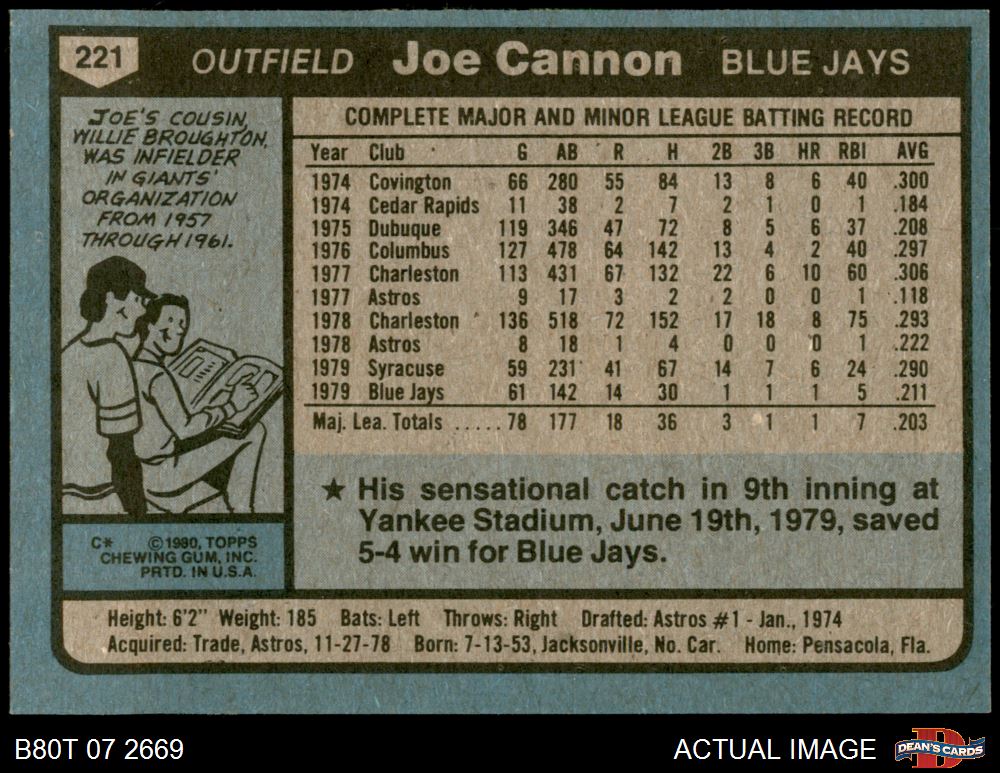 221 OUTFIELD Joe Cannon BLUE JAYS
JOE'S COUSIN,
WILLIE BROUGHTON,
WAS INFIELDER
IN GIANTS'
ORGANIZATION
FROM 1957
THROUGH 1961.
C* ©1980, TOPPS
CHEWING GUM, INC.
PRTD. IN U.S.A.
COMPLETE MAJOR AND MINOR LEAGUE BATTING RECORD
Year Club G AB R H 2B 3B HR RBI AVG
1974 Covington 66 280 55 84 13 8 6 40 .300
1974 Cedar Rapids 11 38 2 7 2 1 0 1 .184
1975 Dubuque 119 346 47 72 8 5 6 37 .208
1976 Columbus 127 478 64 142 13 4 2 40 .297
1977 Charleston 113 431 67 132 22 6 10 60 .306
1977 Astros 9 17 3 2 2 0 0 1 .118
1978 Charleston 136 518 72 152 17 18 8 75 .293
1978 Astros 8 18 1 4 0 0 0 1 .222
1979 Syracuse 59 231 41 67 14 7 6 24 .290
1979 Blue Jays 61 142 14 30 1 1 1 5 .211
Maj. Lea. Totals ..... 78 177 18 36 3 1 1 7 .203
★ His sensational catch in 9th inning at
Yankee Stadium, June 19th, 1979, saved
5-4 win for Blue Jays.
Height: 6'2" Weight: 185 Bats: Left Throws: Right Drafted: Astros #1 - Jan., 1974
Acquired: Trade, Astros, 11-27-78 Born: 7-13-53, Jacksonville, No. Car. Home: Pensacola, Fla.
B80T 07 2669 ACTUAL IMAGE D DEAN'S CARDS